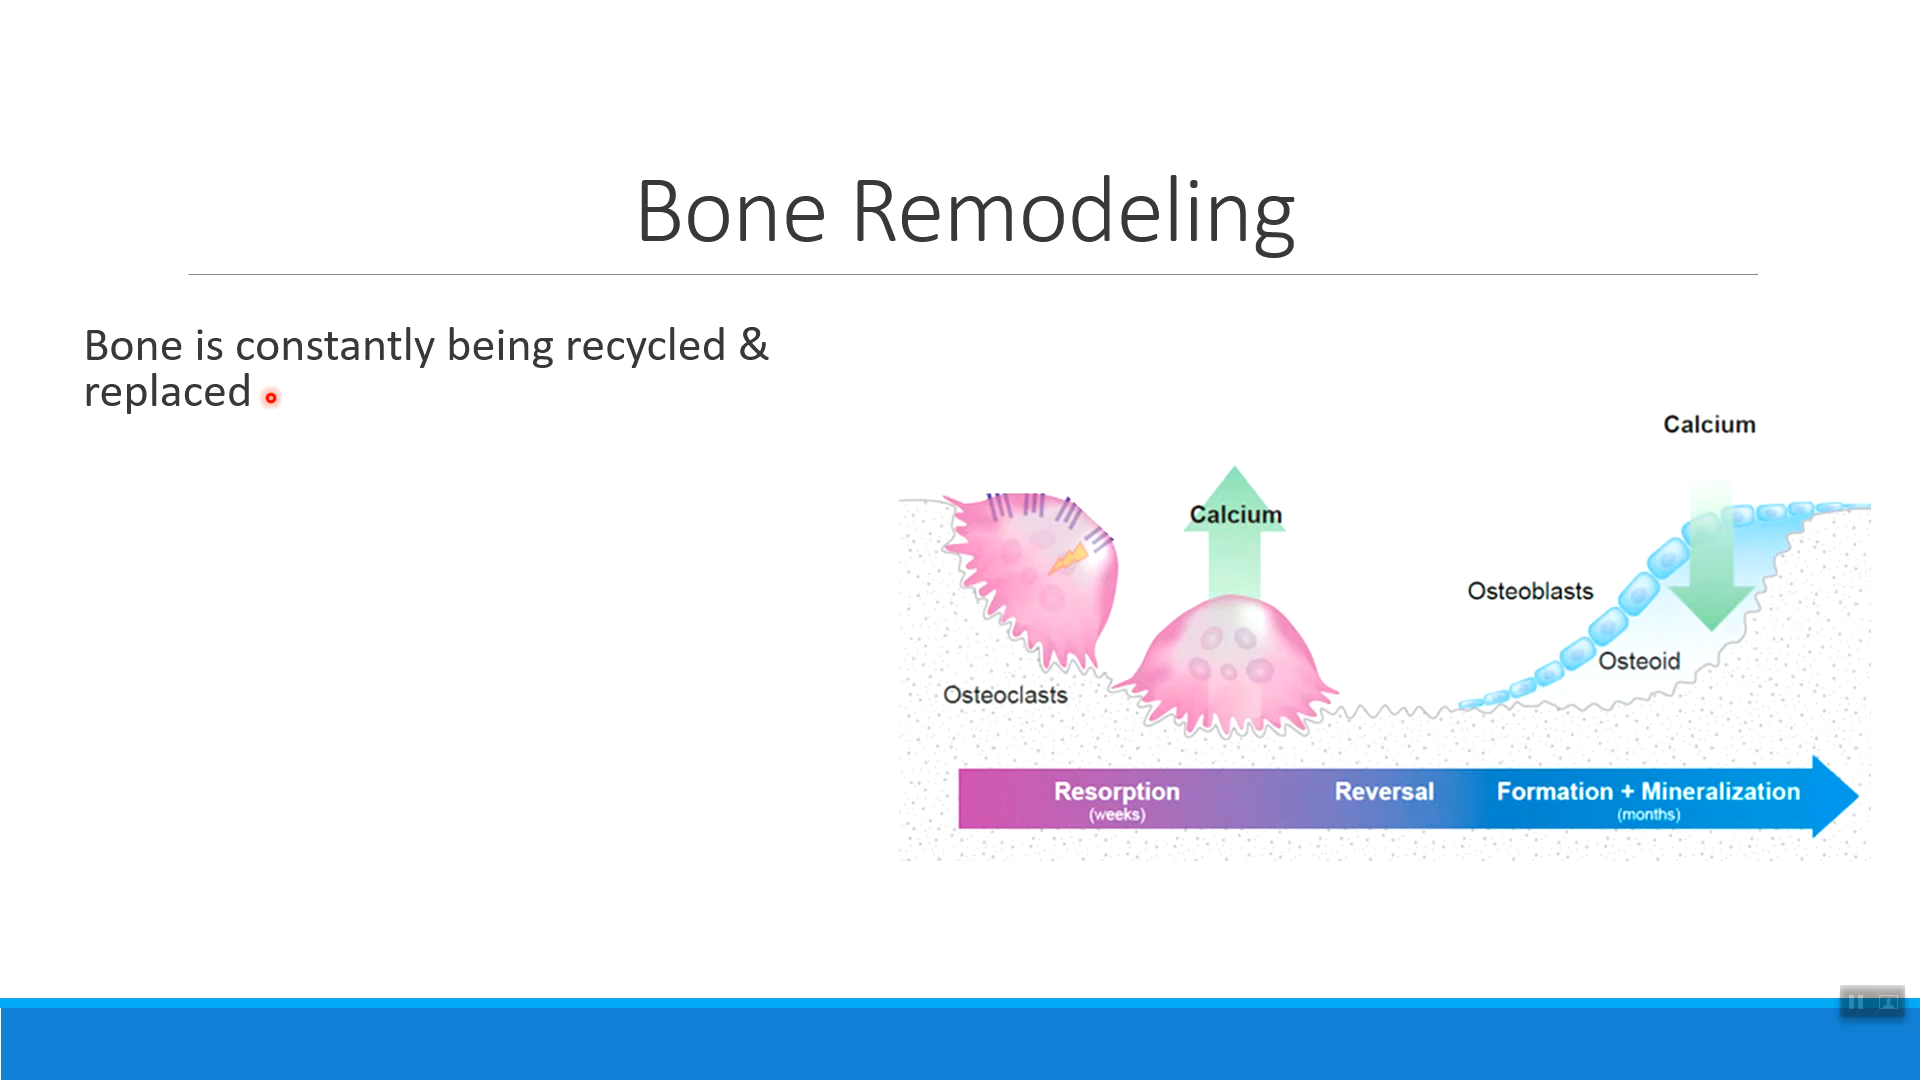 Bone Remodeling
Bone is constantly being recycled &
replaced
Calcium
Calcium
Osteoblasts
Osteoid
Osteoclasts
Resorption
(weeks)
Reversal
Formation + Mineralization
(months)